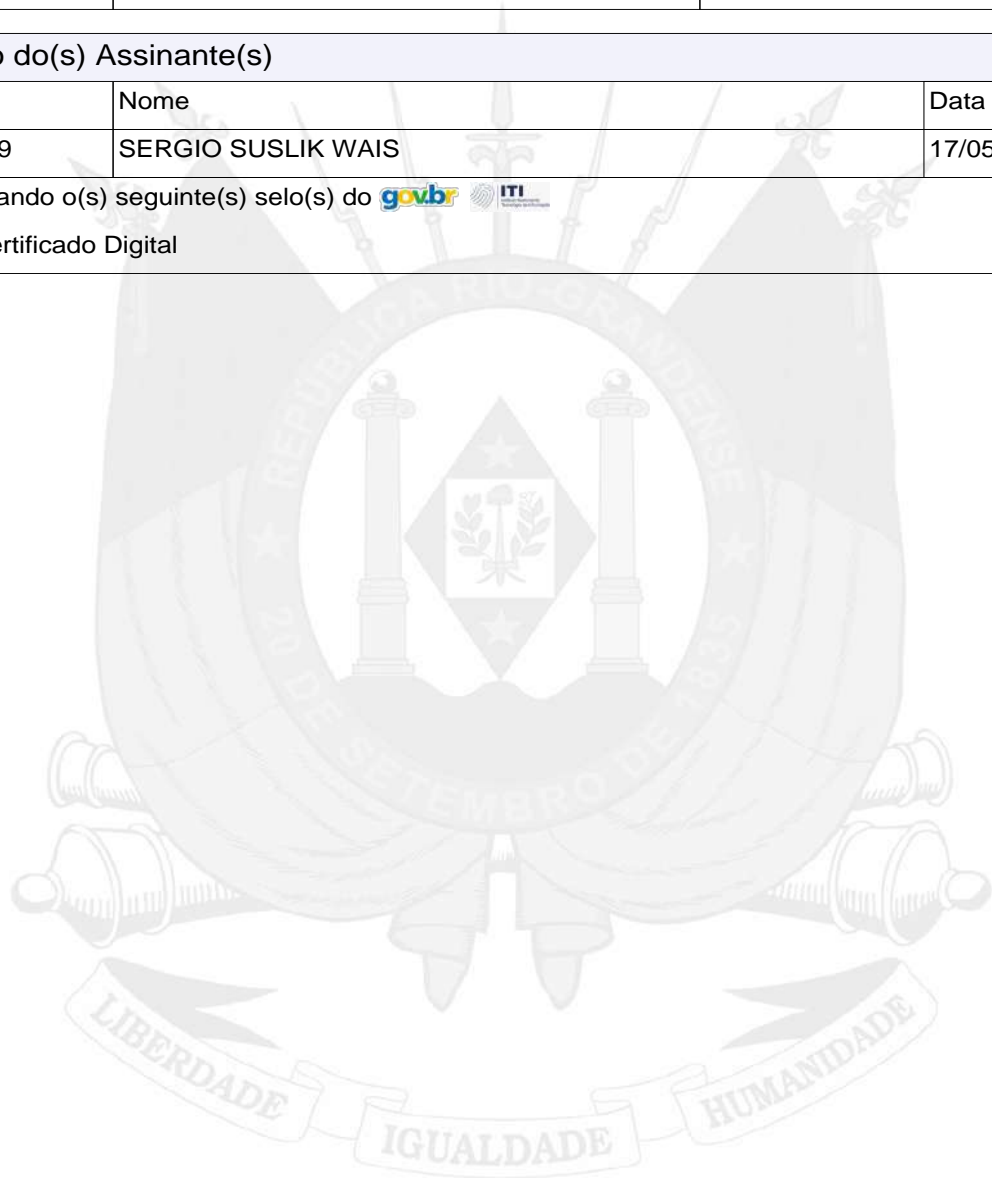 o do(s) Assinante(s)
Nome Data
9 SERGIO SUSLIK WAIS 17/05
ando o(s) seguinte(s) selo(s) do gov.br ITI
ertificado Digital
REPÚBLICA RIO-GRANDENSE
20 DE SETEMBRO DE 1835
LIBERDADE IGUALDADE HUMANIDADE